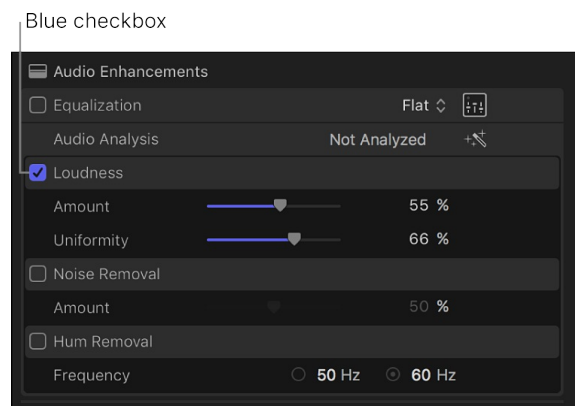 Blue checkbox
Audio Enhancements
Equalization Flat
Audio Analysis Not Analyzed
Loudness
Amount 55 %
Uniformity 66 %
Noise Removal
Amount 50 %
Hum Removal
Frequency 50 Hz 60 Hz